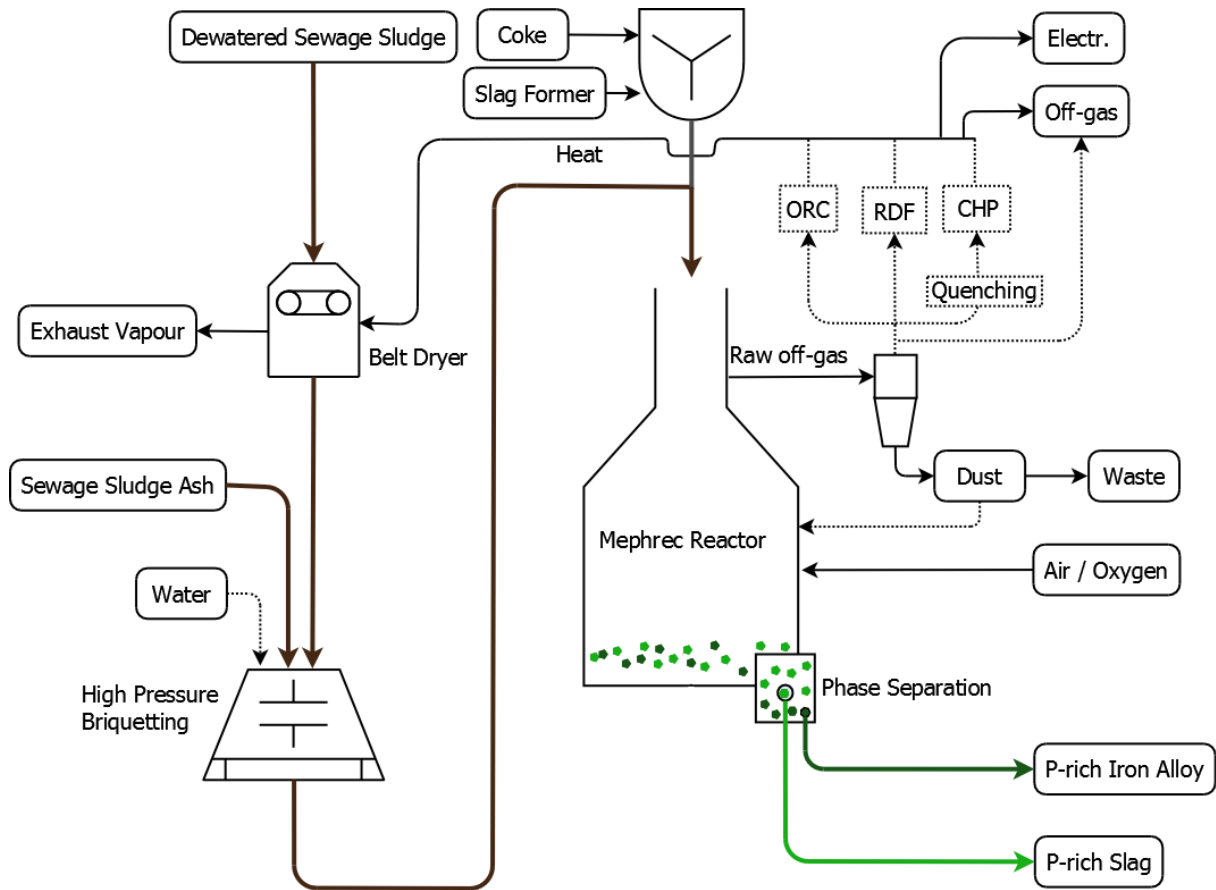 Dewatered Sewage Sludge
Coke
Slag Former
Electr.
Off-gas
Heat
ORC
RDF
CHP
Quenching
Exhaust Vapour
Belt Dryer
Raw off-gas
Sewage Sludge Ash
Dust
Waste
Mephrec Reactor
Air / Oxygen
Water
High Pressure
Briquetting
Phase Separation
P-rich Iron Alloy
P-rich Slag